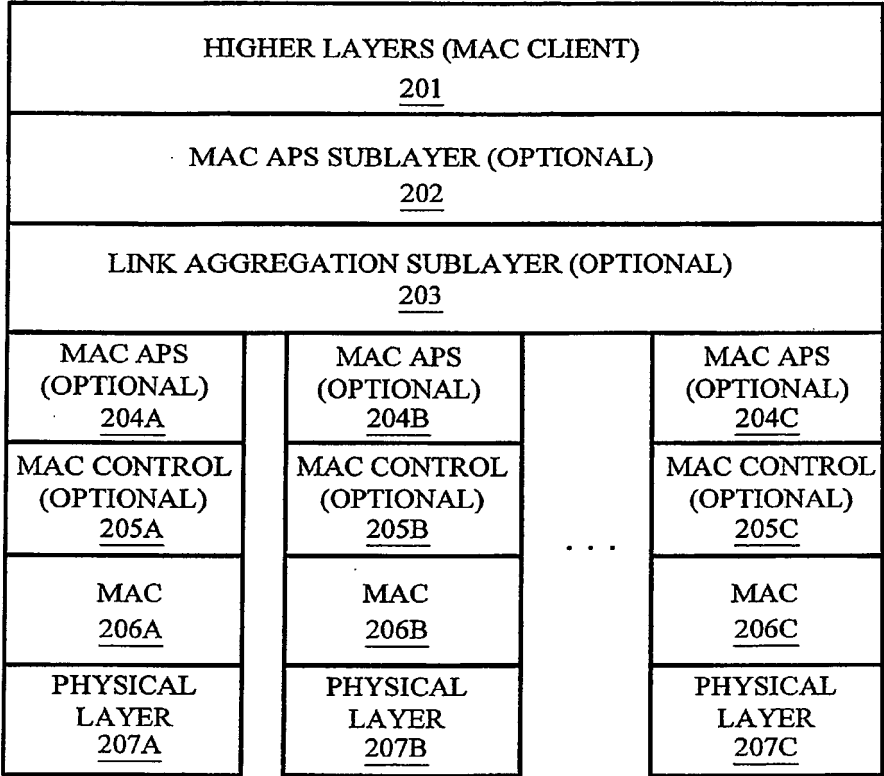 HIGHER LAYERS (MAC CLIENT)
201
MAC APS SUBLAYER (OPTIONAL)
202
LINK AGGREGATION SUBLAYER (OPTIONAL)
203
MAC APS
(OPTIONAL)
204A
MAC APS
(OPTIONAL)
204B
MAC APS
(OPTIONAL)
204C
MAC CONTROL
(OPTIONAL)
205A
MAC CONTROL
(OPTIONAL)
205B
. . .
MAC CONTROL
(OPTIONAL)
205C
MAC
206A
MAC
206B
MAC
206C
PHYSICAL
LAYER
207A
PHYSICAL
LAYER
207B
PHYSICAL
LAYER
207C